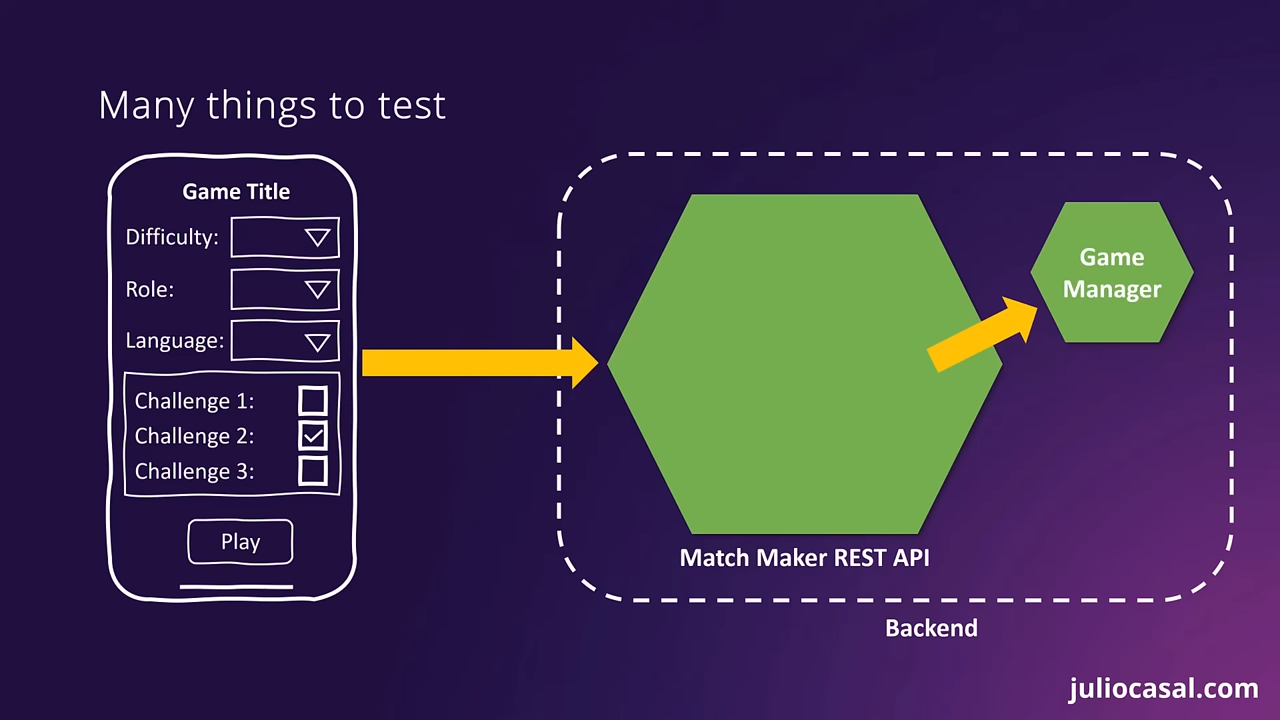 Many things to test
Game Title
Difficulty:
Role:
Language:
Challenge 1:
Challenge 2:
Challenge 3:
Play
Game
Manager
Match Maker REST API
Backend
juliocasal.com